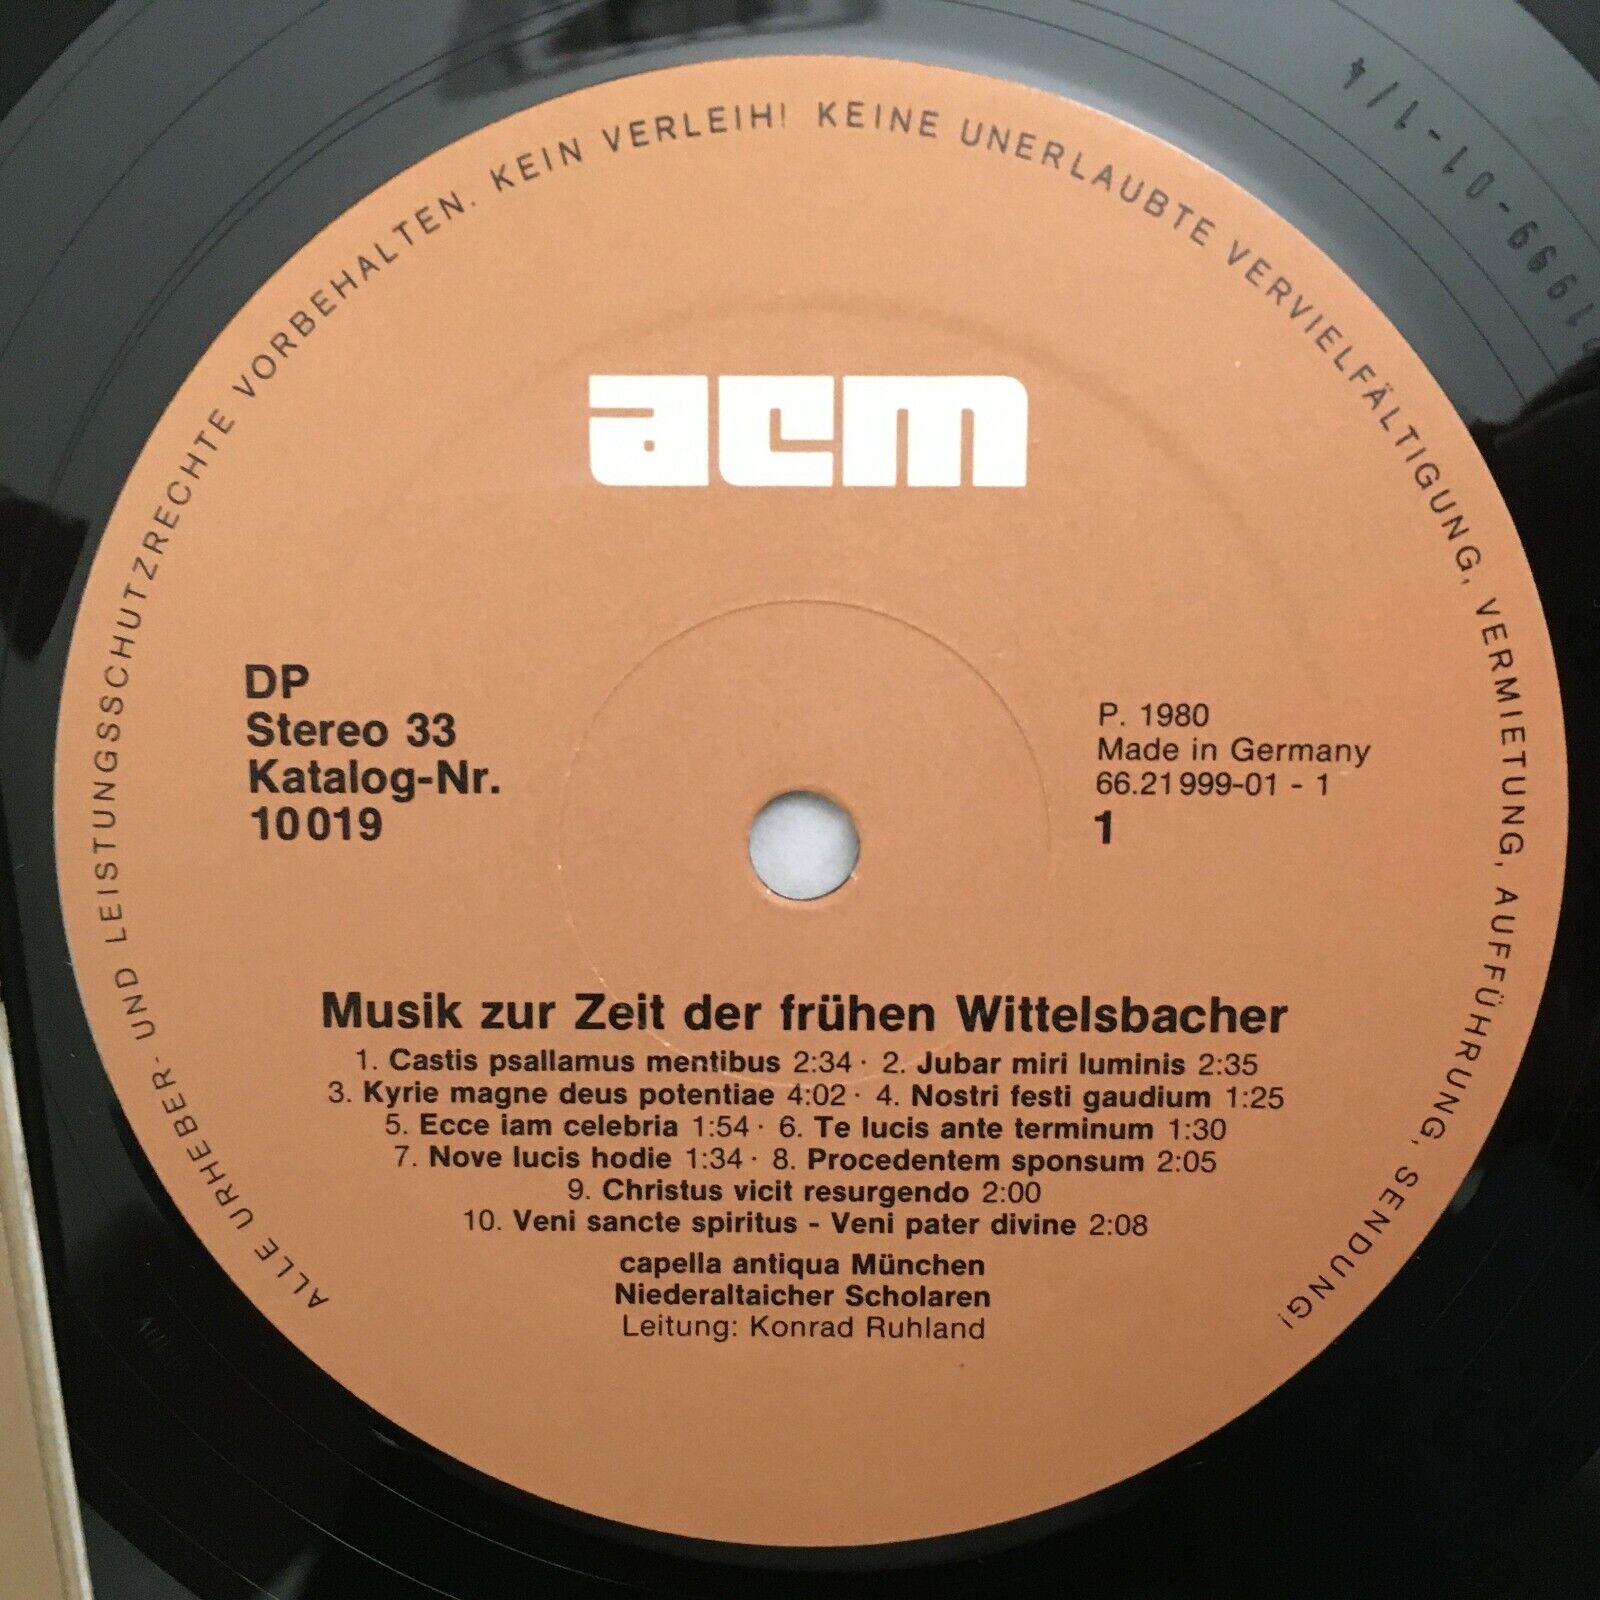 ALLE URHEBER- UND LEISTUNGSSCHUTZRECHTE VORBEHALTEN. KEIN VERLEIH! KEINE UNERLAUBTE VERVIELFÄLTIGUNG, VERMIETUNG, AUFFÜHRUNG, SENDUNG!
acm
DP
Stereo 33
Katalog-Nr.
10019
P. 1980
Made in Germany
66.21999-01 - 1
1
Musik zur Zeit der frühen Wittelsbacher
1. Castis psallamus mentibus 2:34 · 2. Jubar miri luminis 2:35
3. Kyrie magne deus potentiae 4:02 · 4. Nostri festi gaudium 1:25
5. Ecce iam celebria 1:54 · 6. Te lucis ante terminum 1:30
7. Nove lucis hodie 1:34 · 8. Procedentem sponsum 2:05
9. Christus vicit resurgendo 2:00
10. Veni sancte spiritus - Veni pater divine 2:08
capella antiqua München
Niederaltaicher Scholaren
Leitung: Konrad Ruhland
1999-01-1/4